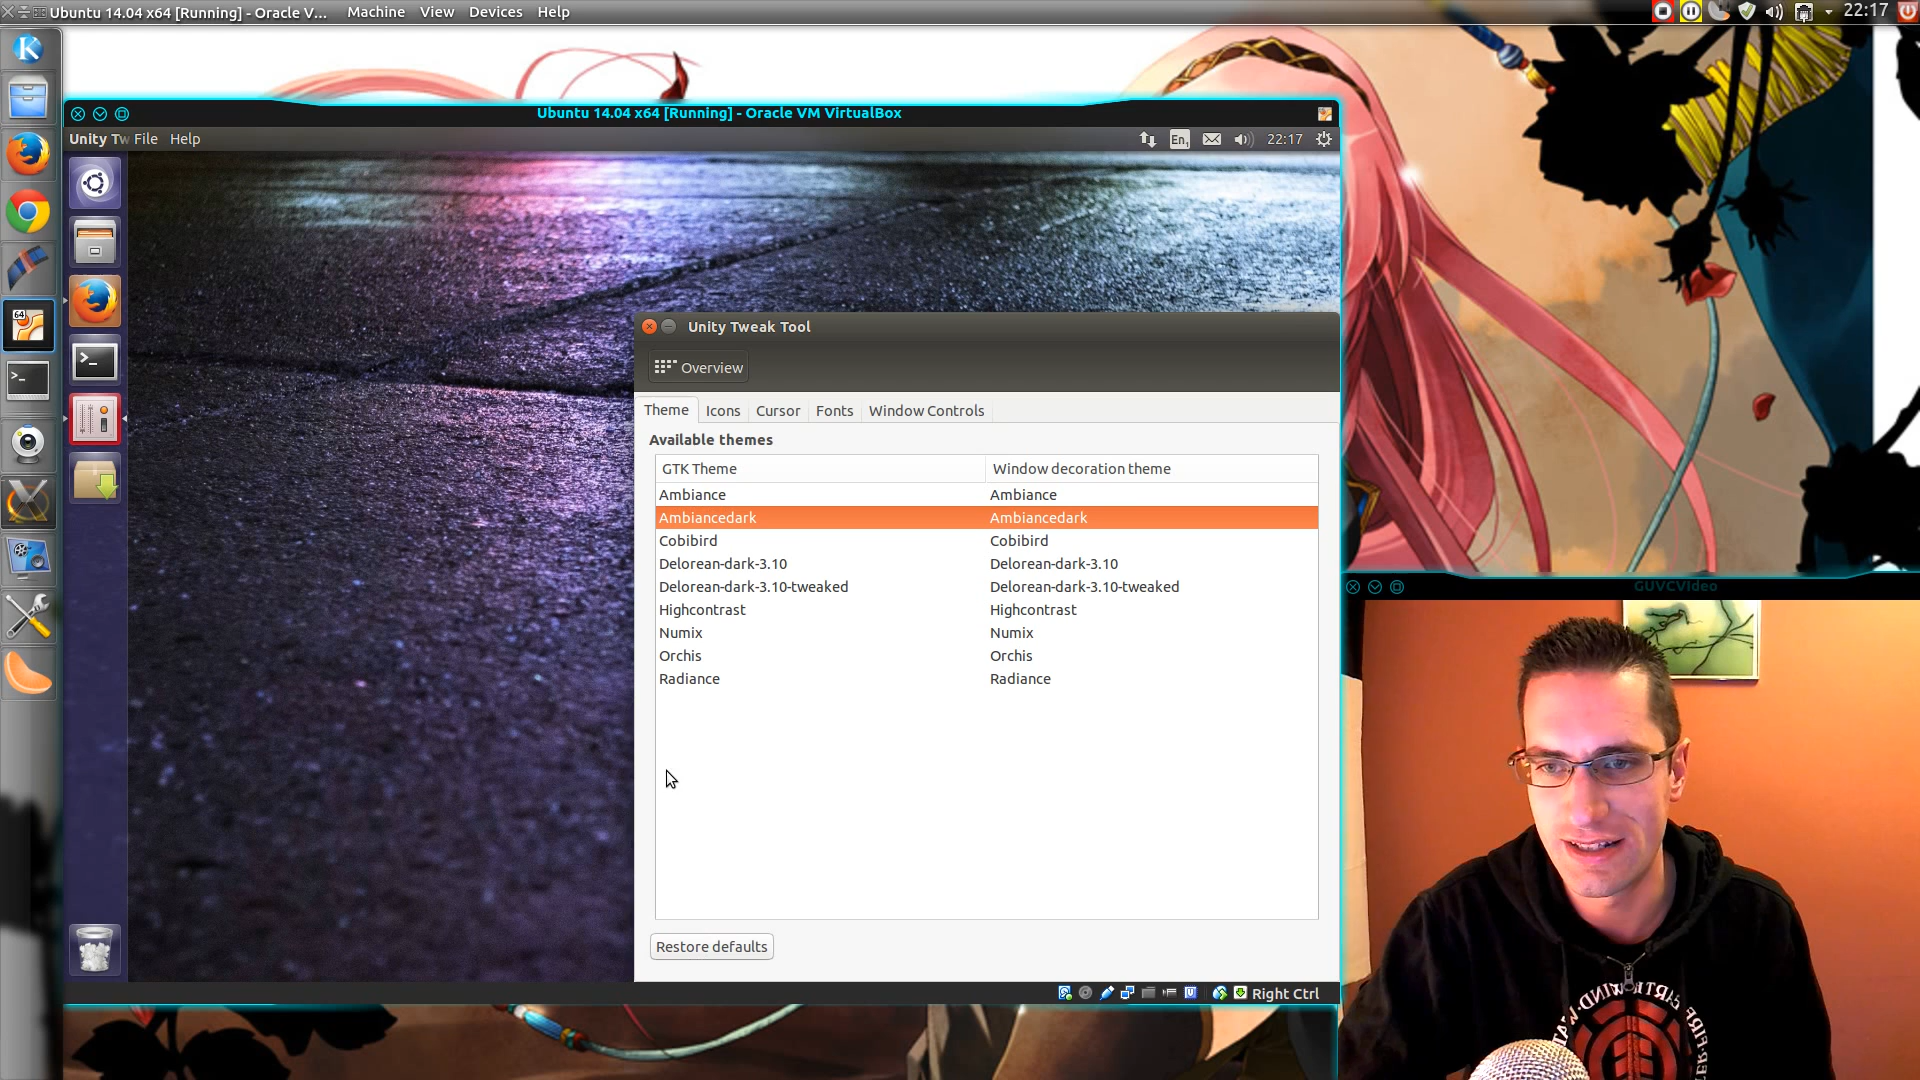 Ubuntu 14.04 x64 [Running] - Oracle V... Machine View Devices Help 22:17
Ubuntu 14.04 x64 [Running] - Oracle VM VirtualBox
Unity Tw File Help En1 22:17
Unity Tweak Tool
Overview
Theme Icons Cursor Fonts Window Controls
Available themes
GTK Theme Window decoration theme
Ambiance Ambiance
Ambiancedark Ambiancedark
Cobibird Cobibird
Delorean-dark-3.10 Delorean-dark-3.10
Delorean-dark-3.10-tweaked Delorean-dark-3.10-tweaked
Highcontrast Highcontrast
Numix Numix
Orchis Orchis
Radiance Radiance
Restore defaults
Right Ctrl
64
GUVCVideo